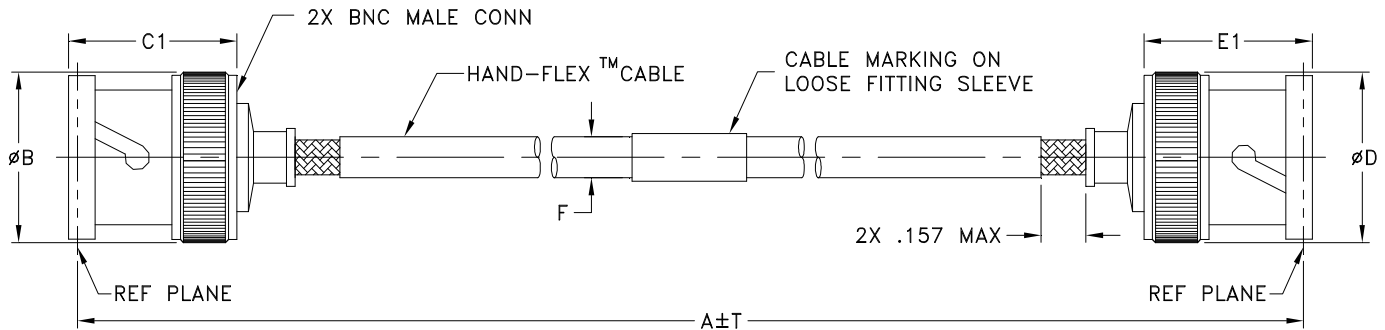 2X BNC MALE CONN
C1
E1
HAND-FLEX ™ CABLE
CABLE MARKING ON
LOOSE FITTING SLEEVE
øB
øD
F
2X .157 MAX
REF PLANE
REF PLANE
A±T